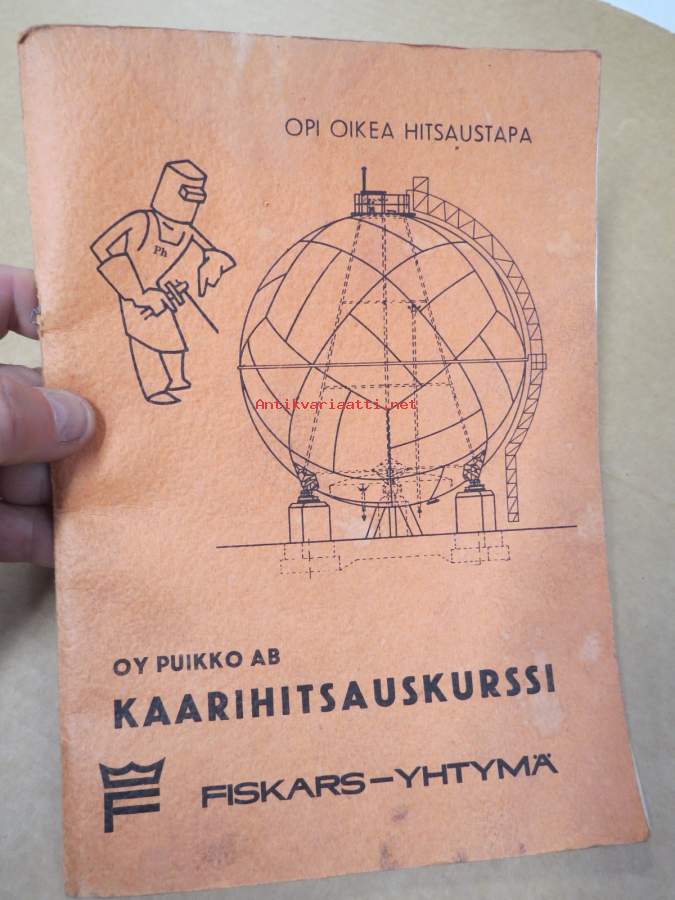 OPI OIKEA HITSAUSTAPA
Ph
Antikvariaatti.net
OY PUIKKO AB
KAARIHITSAUSKURSSI
F
FISKARS-YHTYMÄ